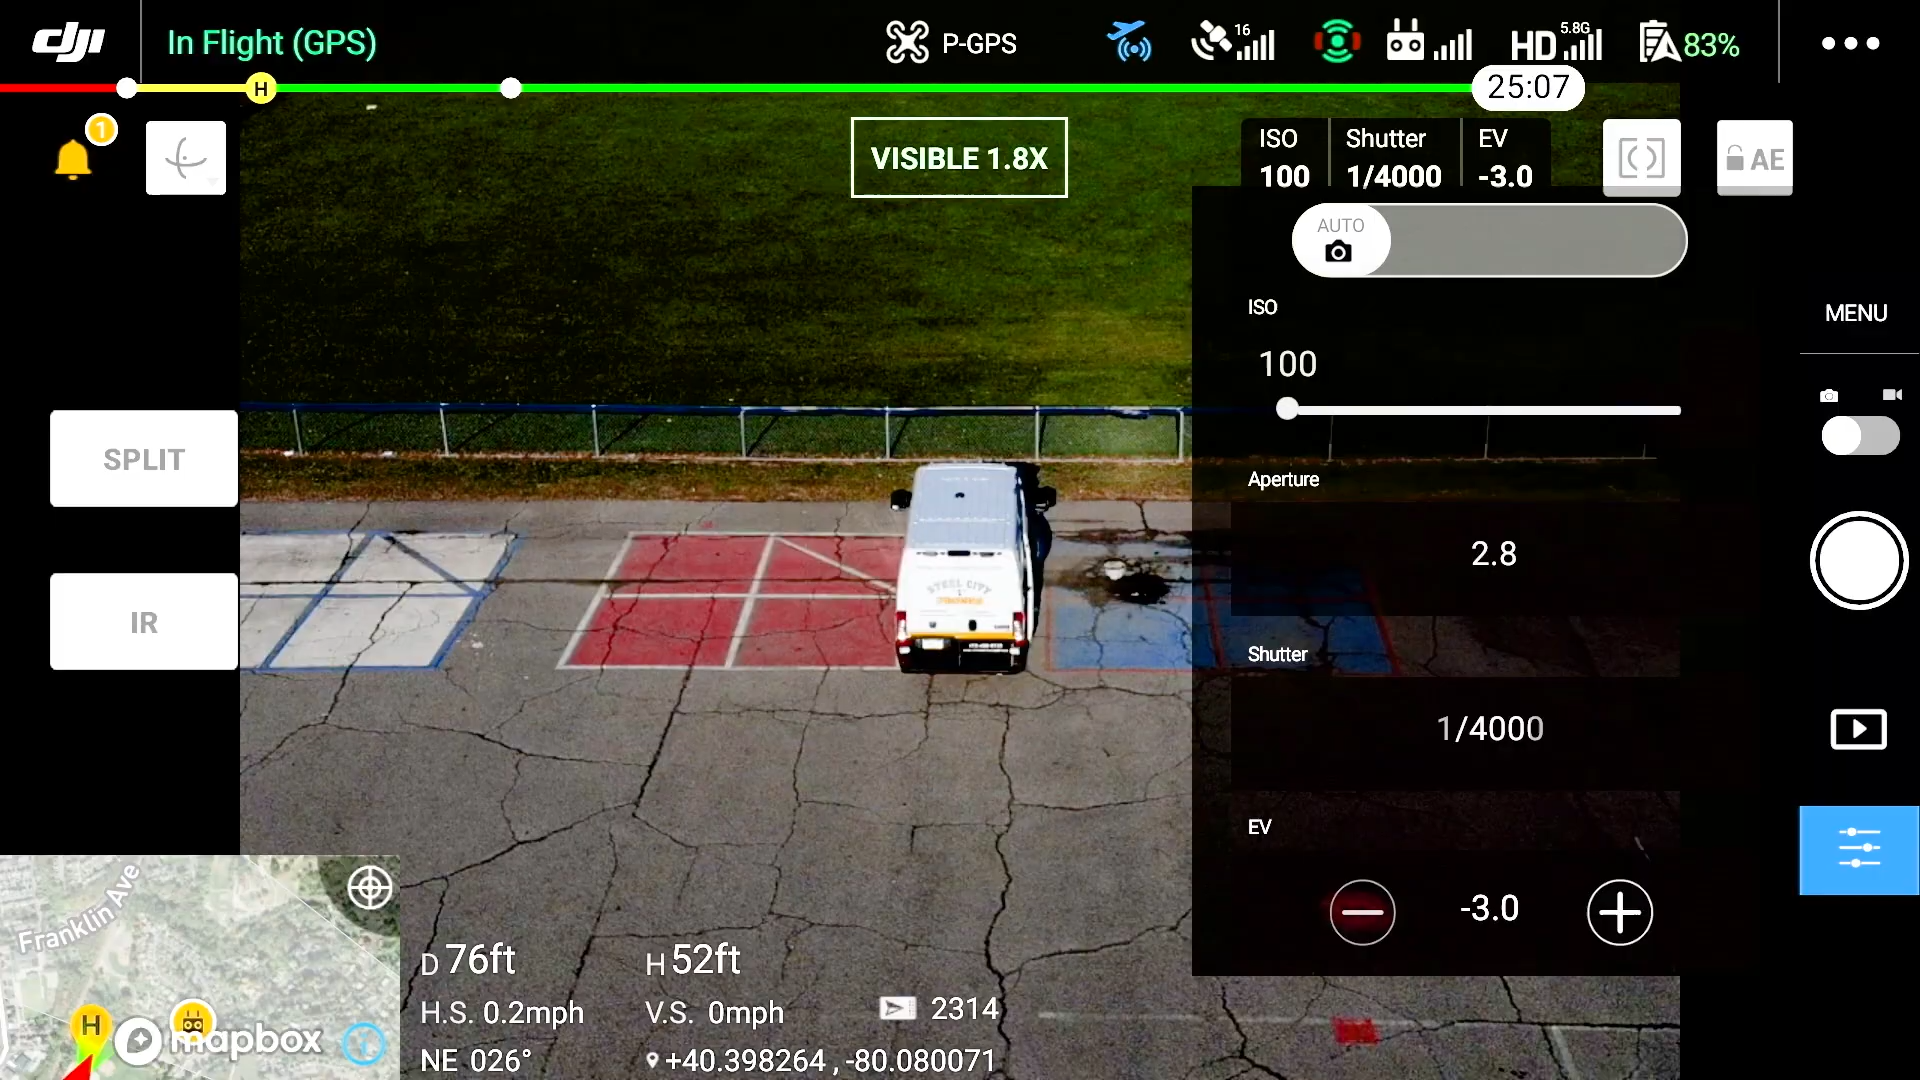 dji
In Flight (GPS)
P-GPS
16
HD 5.8G
83%
H
25:07
1
VISIBLE 1.8X
ISO
100
Shutter
1/4000
EV
-3.0
AE
AUTO
ISO
100
MENU
SPLIT
Aperture
2.8
STEEL CITY
IR
Shutter
1/4000
EV
-3.0
Franklin Ave
D 76ft
H 52ft
H.S. 0.2mph
V.S. 0mph
2314
H
mapbox
i
NE 026°
+40.398264 , -80.080071